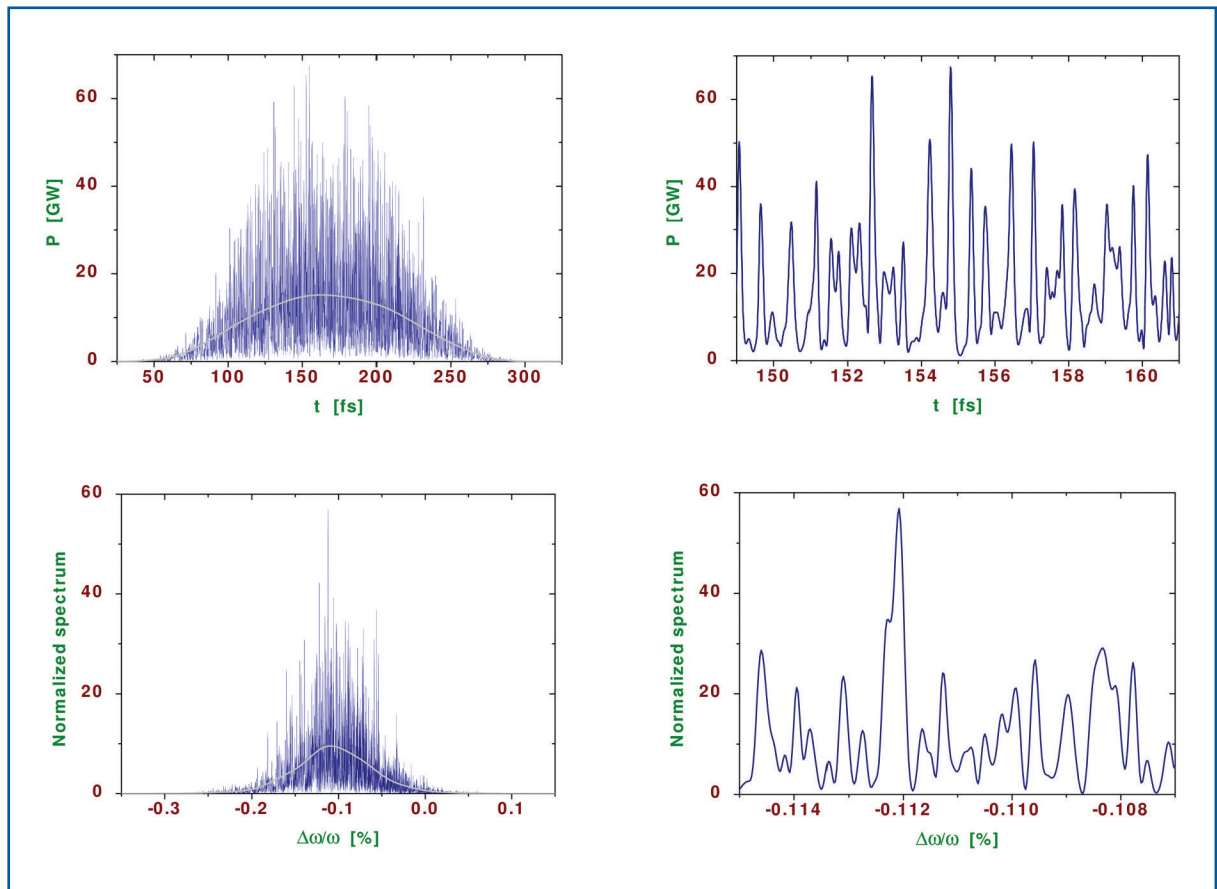 P [GW]
60
40
20
0
50 100 150 200 250 300
t [fs]
P [GW]
60
40
20
0
150 152 154 156 158 160
t [fs]
Normalized spectrum
60
40
20
0
-0.3 -0.2 -0.1 0.0 0.1
Δω/ω [%]
Normalized spectrum
60
40
20
0
-0.114 -0.112 -0.110 -0.108
Δω/ω [%]